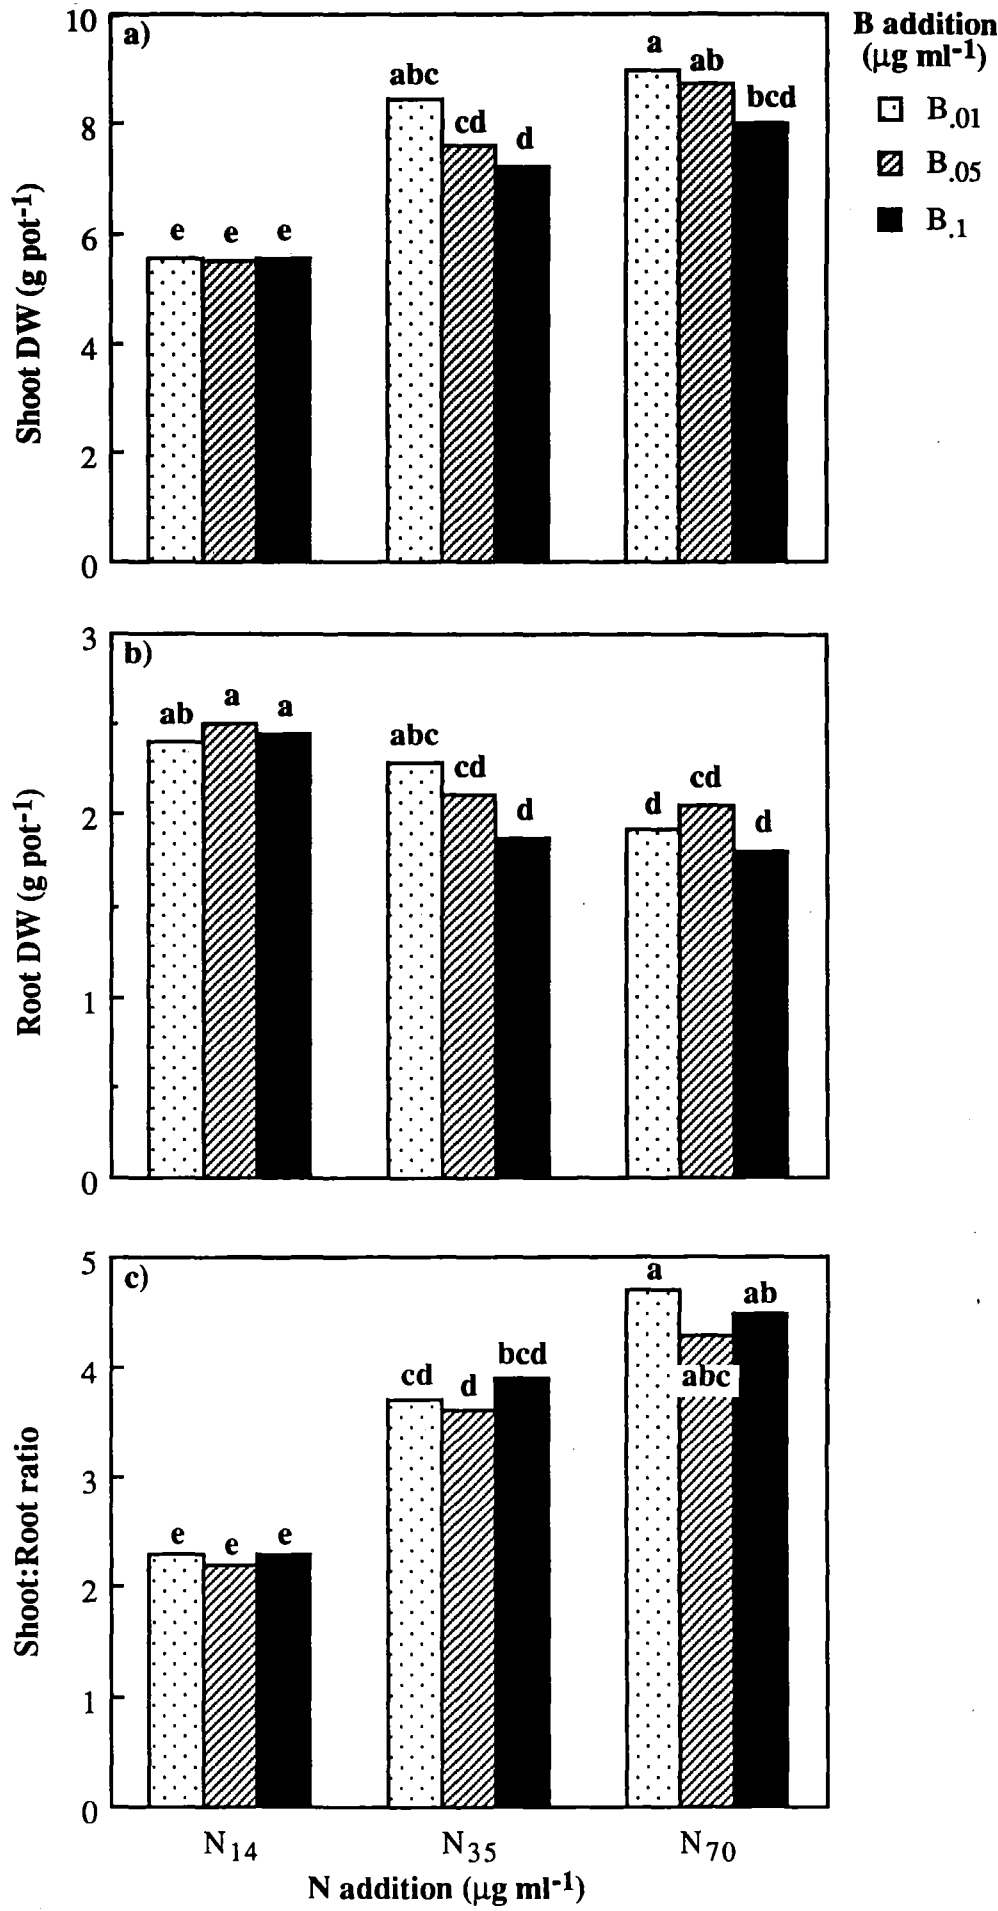 B addition
(µg ml-1)
B.01
B.05
B.1
a)
10
8
6
4
2
0
Shoot DW (g pot-1)
e e e
abc cd d
a ab bcd
b)
3
2
1
0
Root DW (g pot-1)
ab a a
abc cd d
d cd d
c)
5
4
3
2
1
0
Shoot:Root ratio
e e e
cd d bcd
a abc ab
N14 N35 N70
N addition (µg ml-1)